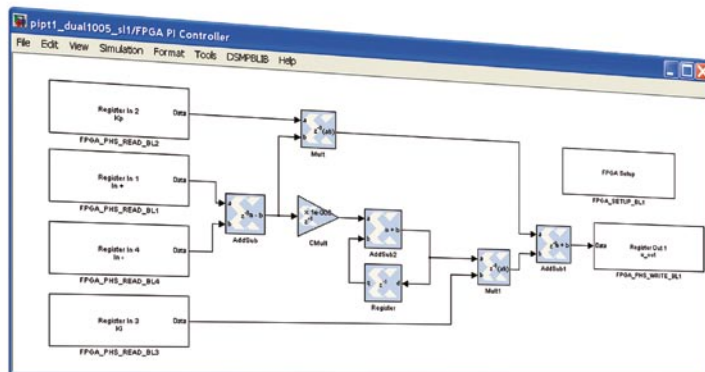 pipt1_dual1005_sl1/FPGA PI Controller
File Edit View Simulation Format Tools DSMPBLIB Help
Register In 2
Kp
Data
FPGA_PHS_READ_BL2
a
b
Mult
Register In 1
In +
Data
FPGA_PHS_READ_BL1
FPGA Setup
FPGA_SETUP_BL1
a
b
a - b
AddSub
CMult
a
b
a + b
AddSub2
Register In 4
In -
Data
FPGA_PHS_READ_BL4
a
b
AddSub1
Data
Register Out 1
u_out
FPGA_PHS_WRITE_BL1
q
d
Register
a
b
Mult1
Register In 3
Ki
Data
FPGA_PHS_READ_BL3